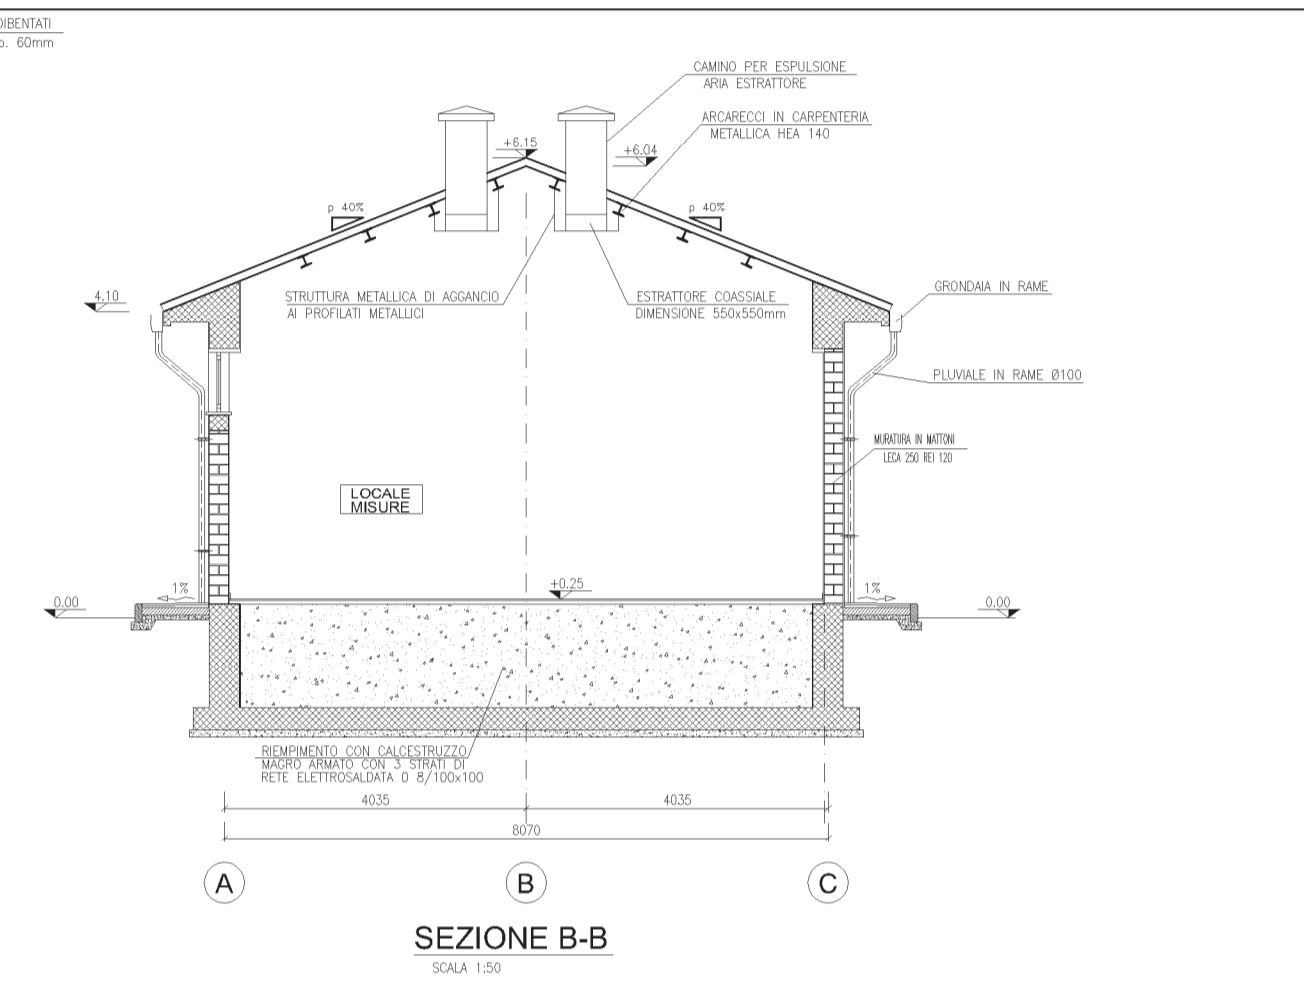 DIBENTATI
60mm
CAMINO PER ESPULSIONE
ARIA ESTRATTORE
ARCARECCI IN CARPENTERIA
METALLICA HEA 140
+6.15
+6.04
p 40%
p 40%
4.10
STRUTTURA METALLICA DI AGGANCIO
AI PROFILATI METALLICI
ESTRATTORE COASSIALE
DIMENSIONE 550x550mm
GRONDAIA IN RAME
PLUVIALE IN RAME Ø100
MURATURA IN MATTONI
LECA 250 REI 120
LOCALE
MISURE
1%
+0.25
1%
0.00
0.00
RIEMPIMENTO CON CALCESTRUZZO
MAGRO ARMATO CON 3 STRATI DI
RETE ELETTROSALDATA 0 8/100x100
4035
4035
8070
A
B
C
SEZIONE B-B
SCALA 1:50